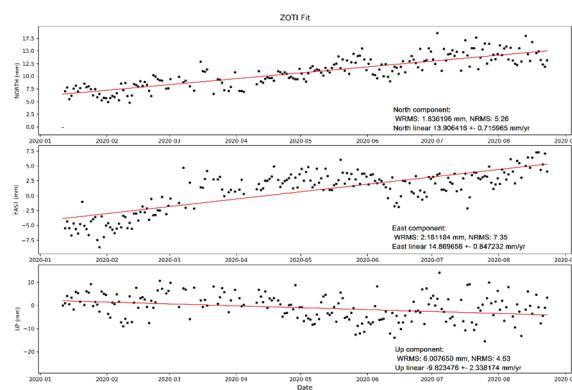 ZOTI Fit
NORTH (mm)
17.5
15.0
12.5
10.0
7.5
5.0
2.5
0.0
North component:
WRMS: 1.836196 mm, NRMS: 5.26
North linear 13.906416 +- 0.715965 mm/yr
2020-01 2020-02 2020-03 2020-04 2020-05 2020-06 2020-07 2020-08 2020-0
EAST (mm)
7.5
5.0
2.5
0.0
−2.5
−5.0
−7.5
East component:
WRMS: 2.181184 mm, NRMS: 7.35
East linear 14.869656 +- 0.847232 mm/yr
2020-01 2020-02 2020-03 2020-04 2020-05 2020-06 2020-07 2020-08 2020-0
UP (mm)
10
0
−10
−20
Up component:
WRMS: 6.007650 mm, NRMS: 4.53
Up linear -9.823476 +- 2.338174 mm/yr
2020-01 2020-02 2020-03 2020-04 2020-05 2020-06 2020-07 2020-08 2020-0
Date